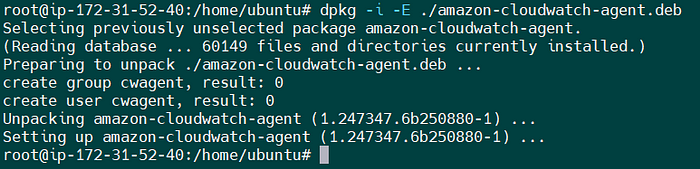 root@ip-172-31-52-40:/home/ubuntu# dpkg -i -E ./amazon-cloudwatch-agent.deb
Selecting previously unselected package amazon-cloudwatch-agent.
(Reading database ... 60149 files and directories currently installed.)
Preparing to unpack ./amazon-cloudwatch-agent.deb ...
create group cwagent, result: 0
create user cwagent, result: 0
Unpacking amazon-cloudwatch-agent (1.247347.6b250880-1) ...
Setting up amazon-cloudwatch-agent (1.247347.6b250880-1) ...
root@ip-172-31-52-40:/home/ubuntu#